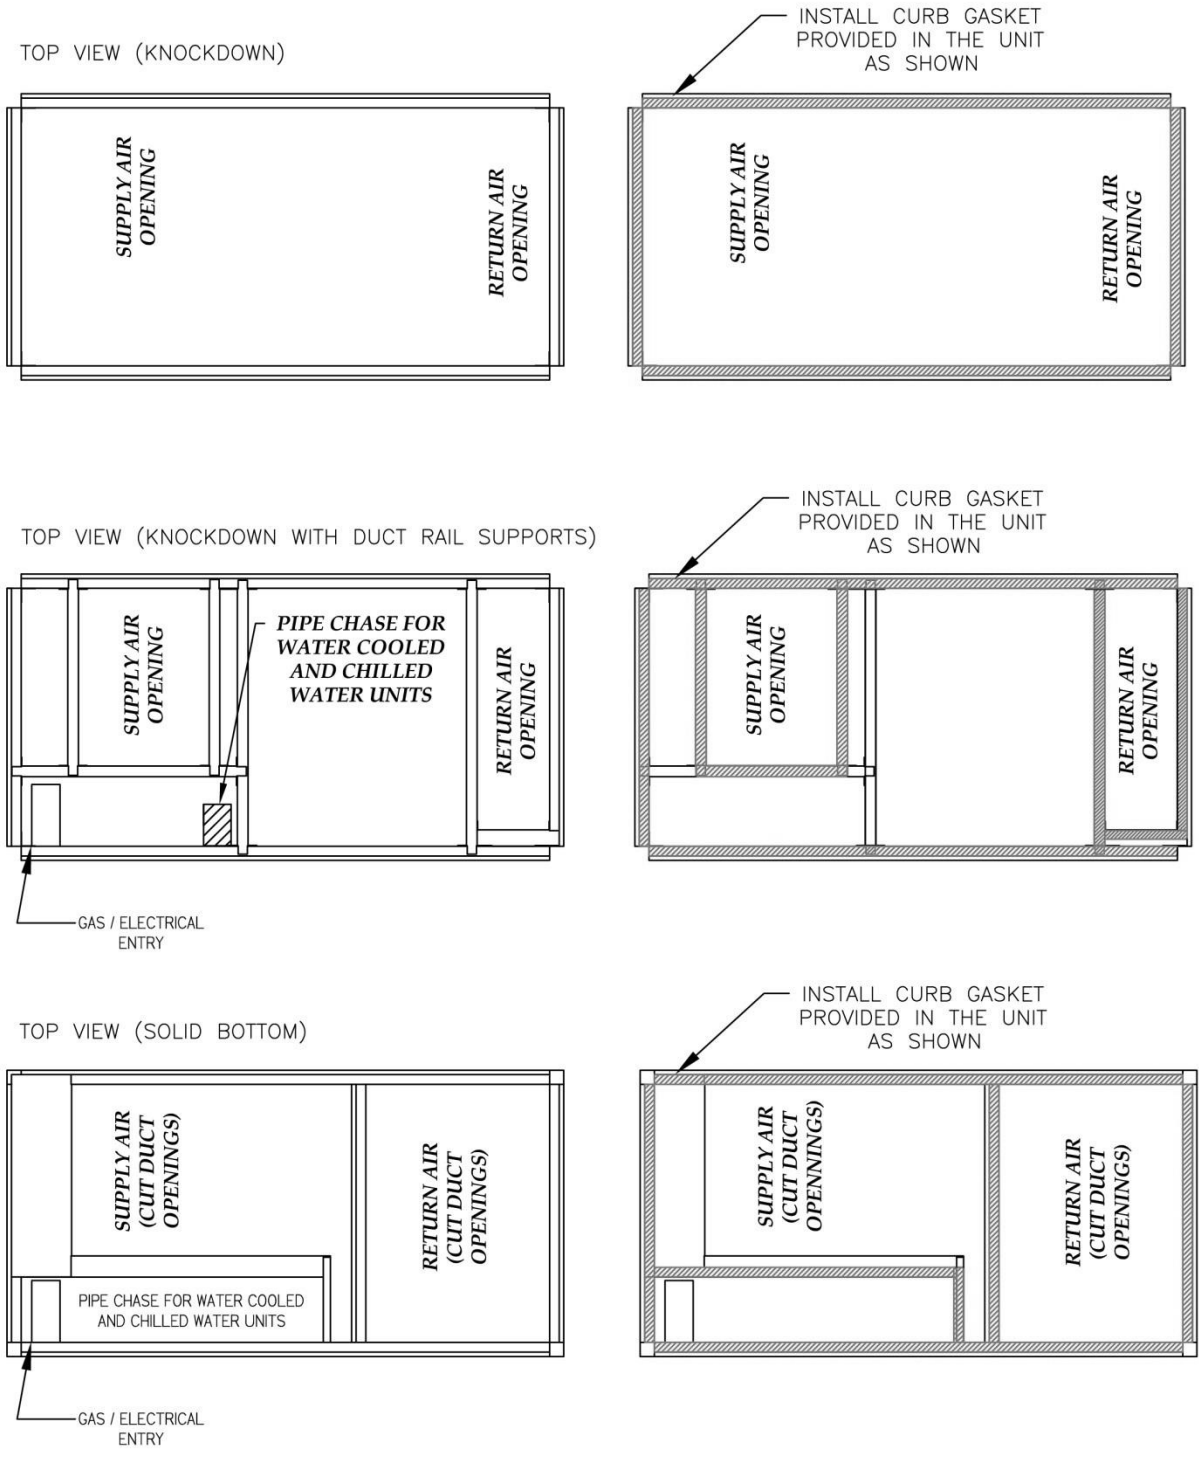 TOP VIEW (KNOCKDOWN)
INSTALL CURB GASKET
PROVIDED IN THE UNIT
AS SHOWN
SUPPLY AIR
OPENING
RETURN AIR
OPENING
SUPPLY AIR
OPENING
RETURN AIR
OPENING
TOP VIEW (KNOCKDOWN WITH DUCT RAIL SUPPORTS)
INSTALL CURB GASKET
PROVIDED IN THE UNIT
AS SHOWN
SUPPLY AIR
OPENING
PIPE CHASE FOR
WATER COOLED
AND CHILLED
WATER UNITS
RETURN AIR
OPENING
SUPPLY AIR
OPENING
RETURN AIR
OPENING
GAS / ELECTRICAL
ENTRY
TOP VIEW (SOLID BOTTOM)
INSTALL CURB GASKET
PROVIDED IN THE UNIT
AS SHOWN
SUPPLY AIR
(CUT DUCT
OPENINGS)
RETURN AIR
(CUT DUCT
OPENINGS)
PIPE CHASE FOR WATER COOLED
AND CHILLED WATER UNITS
SUPPLY AIR
(CUT DUCT
OPENNINGS)
RETURN AIR
(CUT DUCT
OPENINGS)
GAS / ELECTRICAL
ENTRY